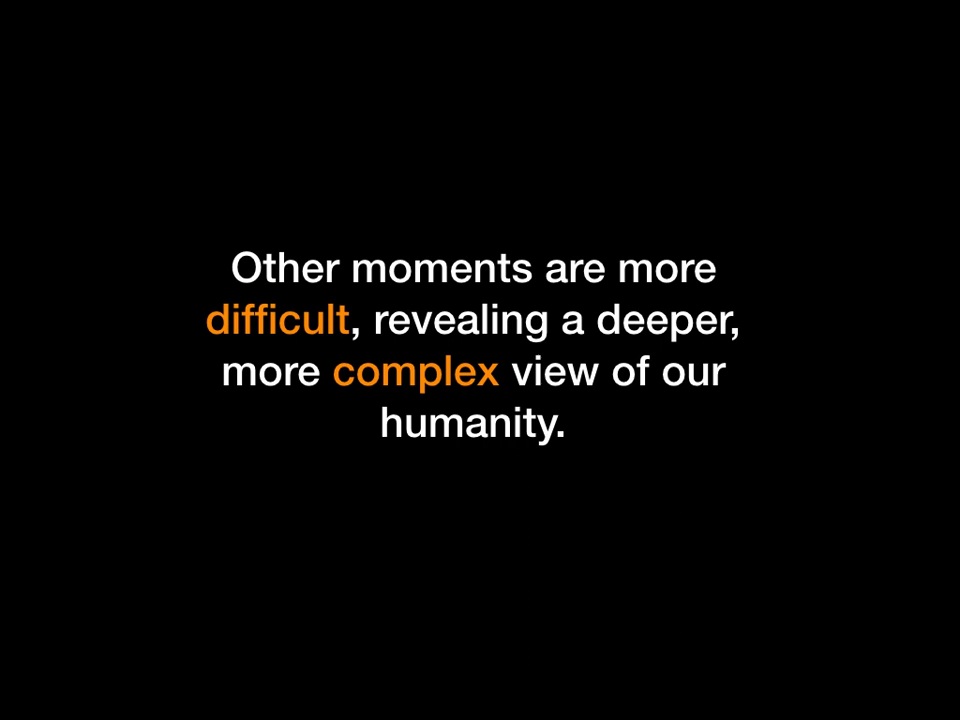 Other moments are more
difficult, revealing a deeper,
more complex view of our
humanity.